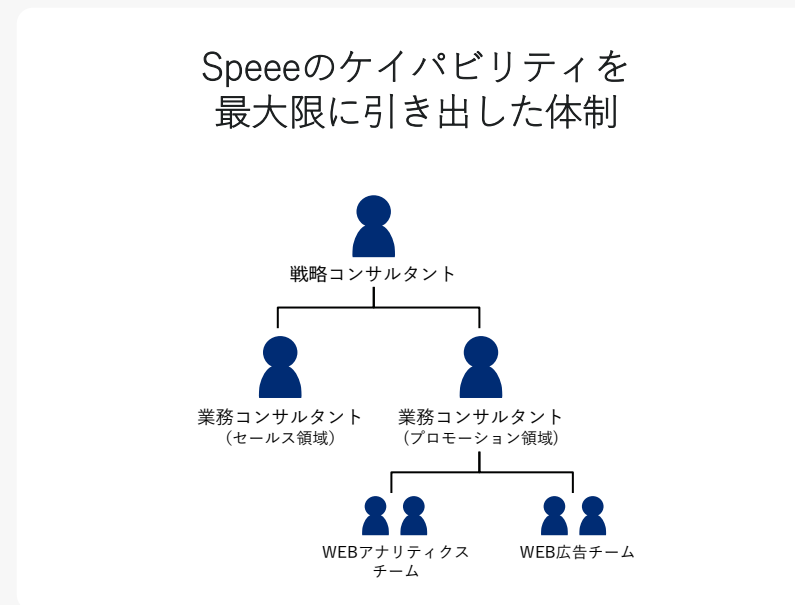 Speeeのケイパビリティを
最大限に引き出した体制
戦略コンサルタント
業務コンサルタント
（セールス領域）
業務コンサルタント
（プロモーション領域）
WEBアナリティクス
チーム
WEB広告チーム